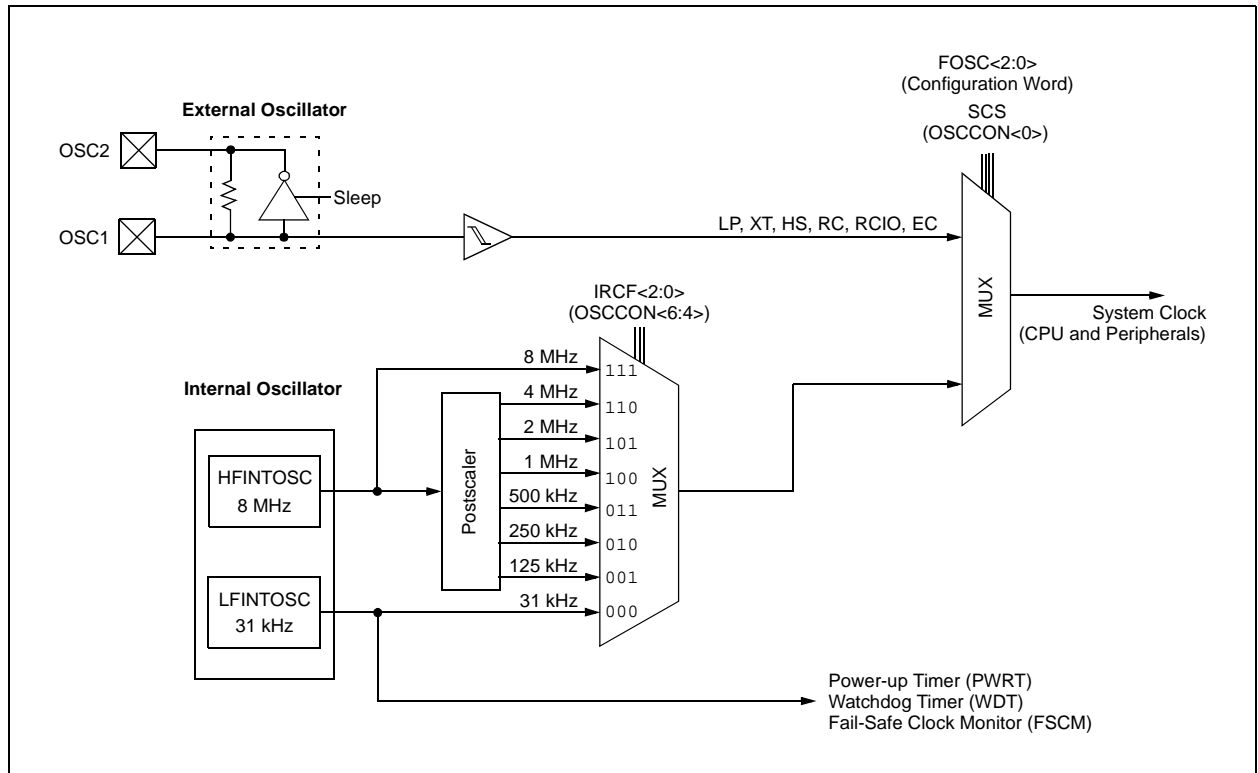 FOSC<2:0>
(Configuration Word)
SCS
(OSCCON<0>)
External Oscillator
OSC2
Sleep
OSC1
LP, XT, HS, RC, RCIO, EC
MUX
System Clock
(CPU and Peripherals)
IRCF<2:0>
(OSCCON<6:4>)
Internal Oscillator
HFINTOSC
8 MHz
LFINTOSC
31 kHz
Postscaler
8 MHz
4 MHz
2 MHz
1 MHz
500 kHz
250 kHz
125 kHz
31 kHz
111
110
101
100
011
010
001
000
MUX
Power-up Timer (PWRT)
Watchdog Timer (WDT)
Fail-Safe Clock Monitor (FSCM)